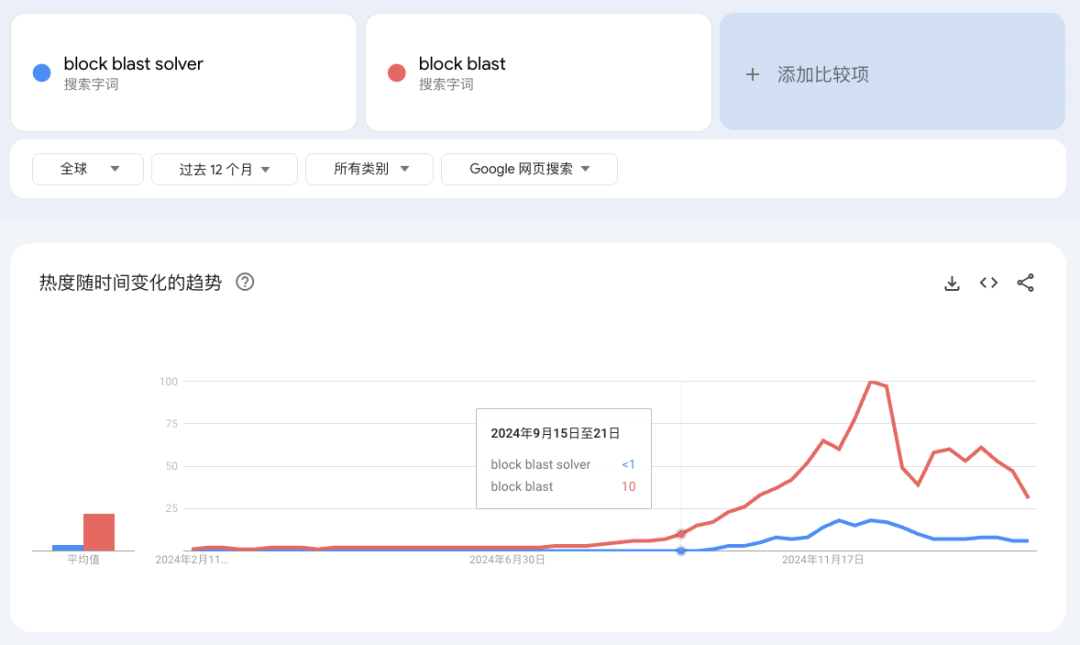 block blast solver
搜索字词
block blast
搜索字词
+ 添加比较项
全球
过去 12 个月
所有类别
Google 网页搜索
热度随时间变化的趋势
100
75
50
25
2024年9月15日至21日
block blast solver <1
block blast 10
平均值
2024年2月11...
2024年6月30日
2024年11月17日